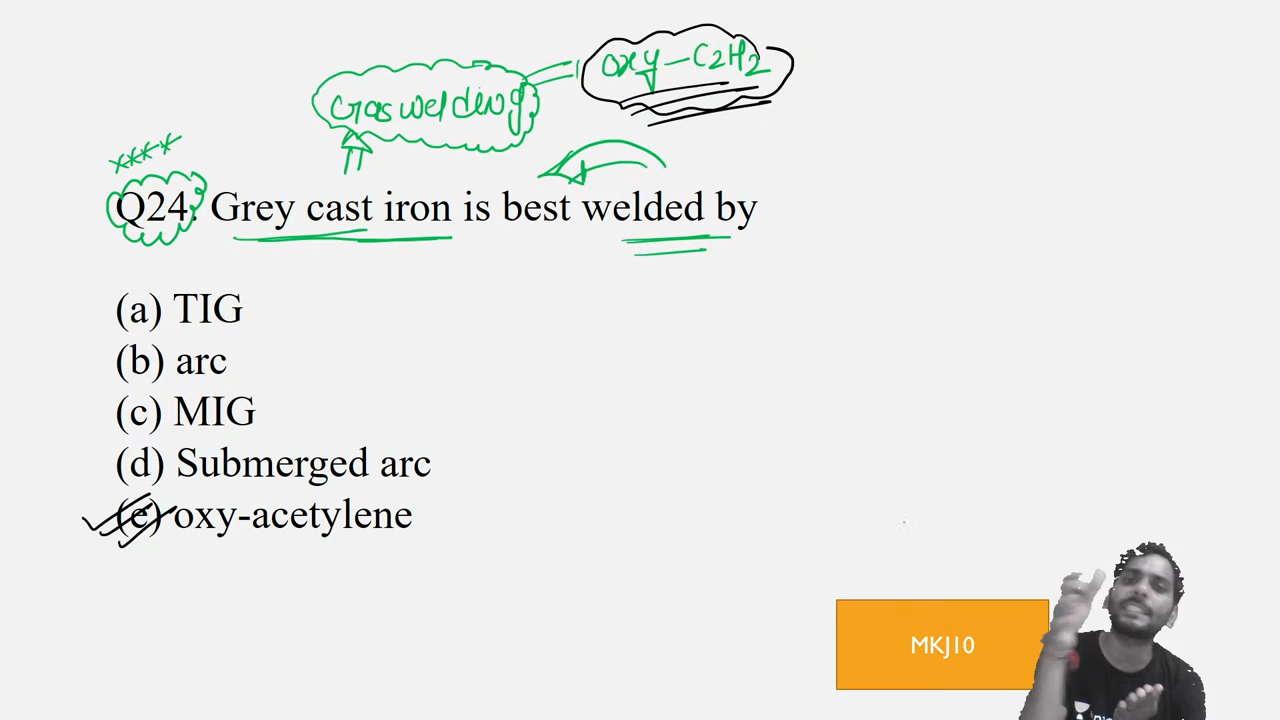 oxy-C2H2
Gas welding
xxxx
Q24. Grey cast iron is best welded by
(a) TIG
(b) arc
(c) MIG
(d) Submerged arc
(e) oxy-acetylene
MKJ10